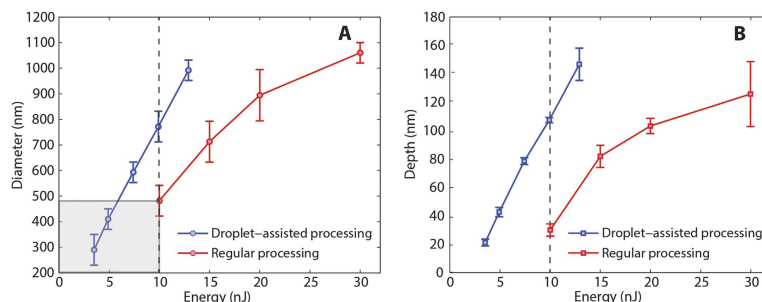 1200
1100
1000
900
800
700
600
500
400
300
200
Diameter (nm)
A
Droplet−assisted processing
Regular processing
0 5 10 15 20 25 30
Energy (nJ)
180
160
140
120
100
80
60
40
20
0
Depth (nm)
B
Droplet−assisted processing
Regular processing
0 5 10 15 20 25 30
Energy (nJ)